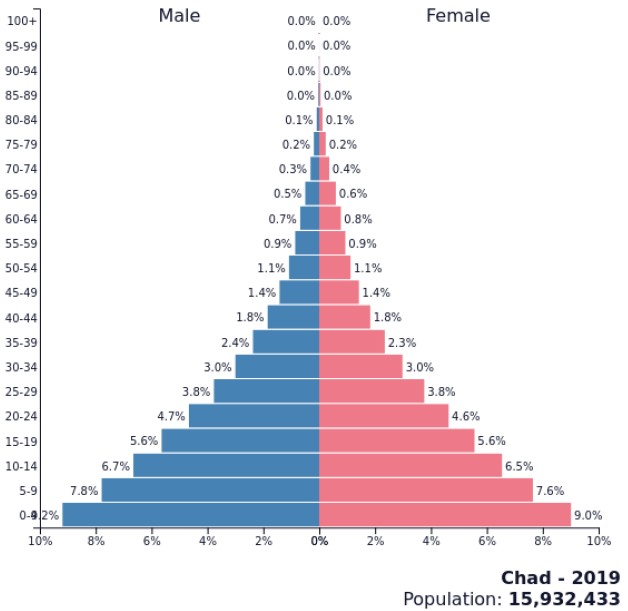 Male Female
100+ 0.0% 0.0%
95-99 0.0% 0.0%
90-94 0.0% 0.0%
85-89 0.0% 0.0%
80-84 0.1% 0.1%
75-79 0.2% 0.2%
70-74 0.3% 0.4%
65-69 0.5% 0.6%
60-64 0.7% 0.8%
55-59 0.9% 0.9%
50-54 1.1% 1.1%
45-49 1.4% 1.4%
40-44 1.8% 1.8%
35-39 2.4% 2.3%
30-34 3.0% 3.0%
25-29 3.8% 3.8%
20-24 4.7% 4.6%
15-19 5.6% 5.6%
10-14 6.7% 6.5%
5-9 7.8% 7.6%
0-4 9.2% 9.0%
10% 8% 6% 4% 2% 0% 2% 4% 6% 8% 10%
Chad - 2019
Population: 15,932,433